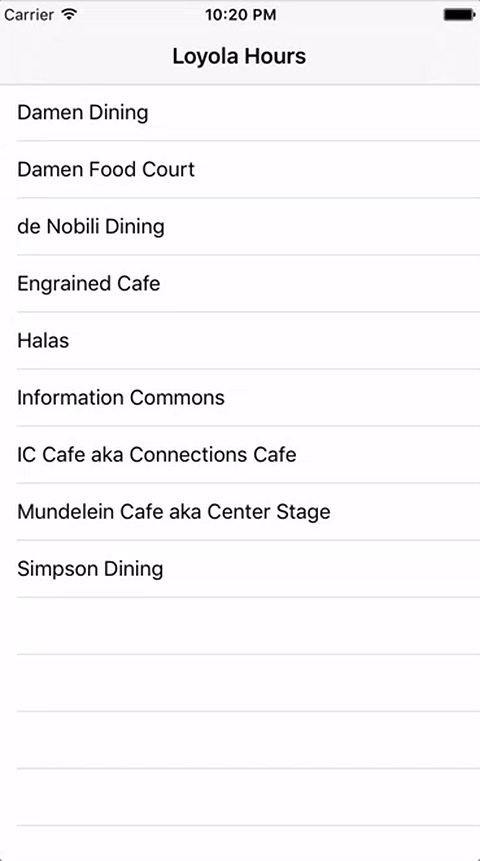 Carrier 10:20 PM
Loyola Hours
Damen Dining
Damen Food Court
de Nobili Dining
Engrained Cafe
Halas
Information Commons
IC Cafe aka Connections Cafe
Mundelein Cafe aka Center Stage
Simpson Dining